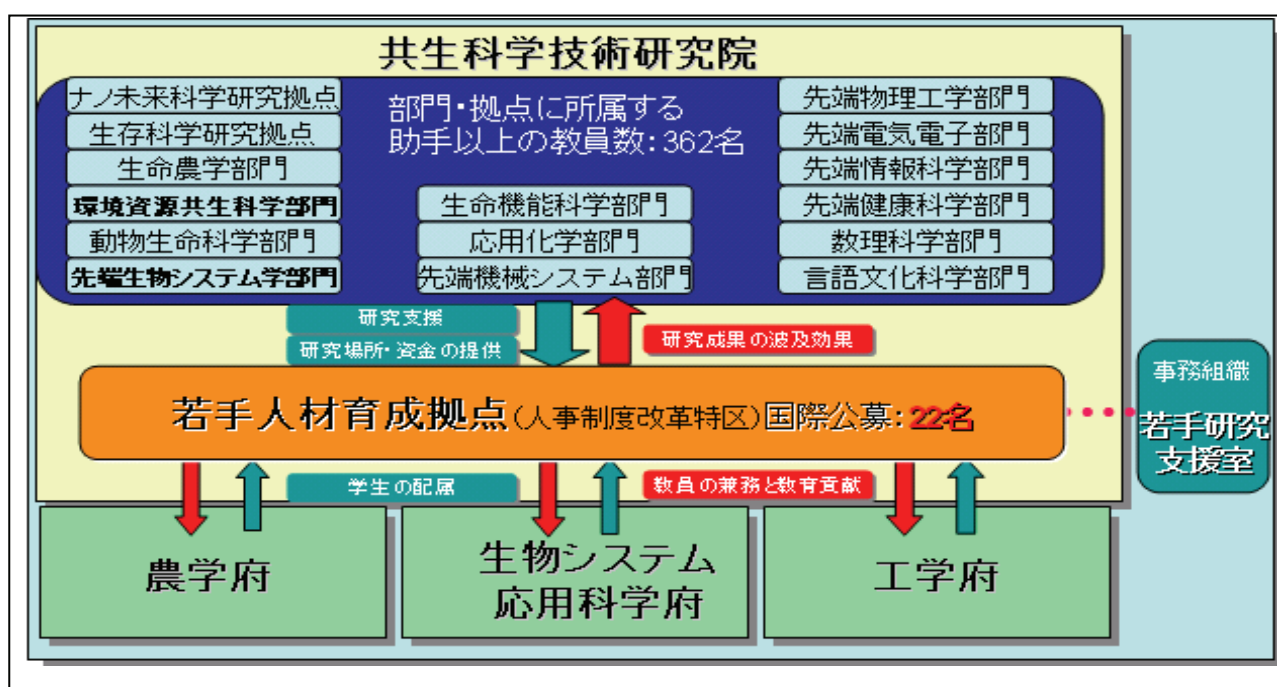 共生科学技術研究院
ナノ未来科学研究拠点
生存科学研究拠点
生命農学部門
環境資源共生科学部門
動物生命科学部門
先端生物システム学部門
部門・拠点に所属する
助手以上の教員数：362名
生命機能科学部門
応用化学部門
先端機械システム部門
先端物理工学部門
先端電気電子部門
先端情報科学部門
先端健康科学部門
数理科学部門
言語文化科学部門
研究支援
研究場所・資金の提供
研究成果の波及効果
若手人材育成拠点（人事制度改革特区）国際公募：22名
事務組織
若手研究
支援室
学生の配属
教員の兼務と教育貢献
農学府
生物システム
応用科学府
工学府